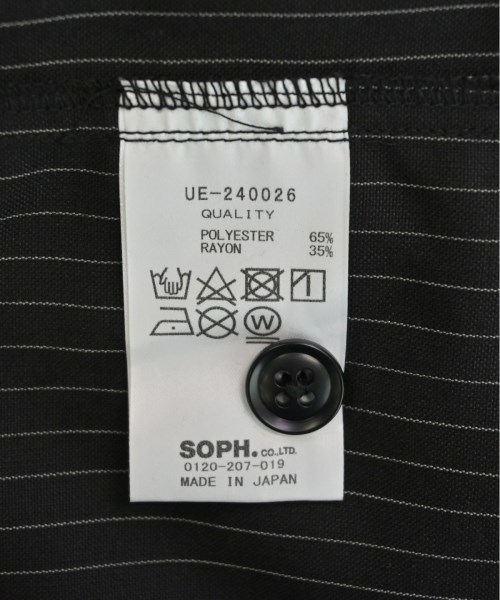 UE-240026
QUALITY
POLYESTER 65%
RAYON 35%
W
SOPH. CO.,LTD.
0120-207-019
MADE IN JAPAN